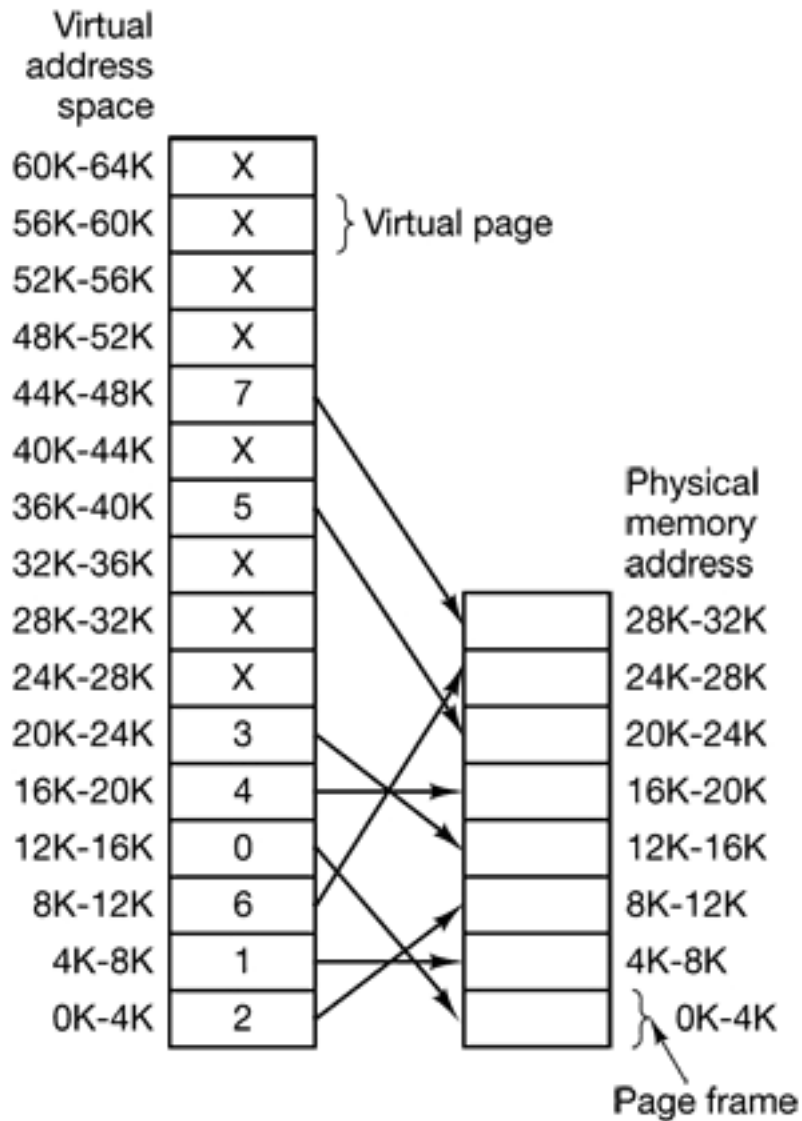 Virtual
address
space
60K-64K X
56K-60K X Virtual page
52K-56K X
48K-52K X
44K-48K 7
40K-44K X
36K-40K 5
32K-36K X
28K-32K X
24K-28K X
20K-24K 3
16K-20K 4
12K-16K 0
8K-12K 6
4K-8K 1
0K-4K 2
Physical
memory
address
28K-32K
24K-28K
20K-24K
16K-20K
12K-16K
8K-12K
4K-8K
0K-4K
Page frame